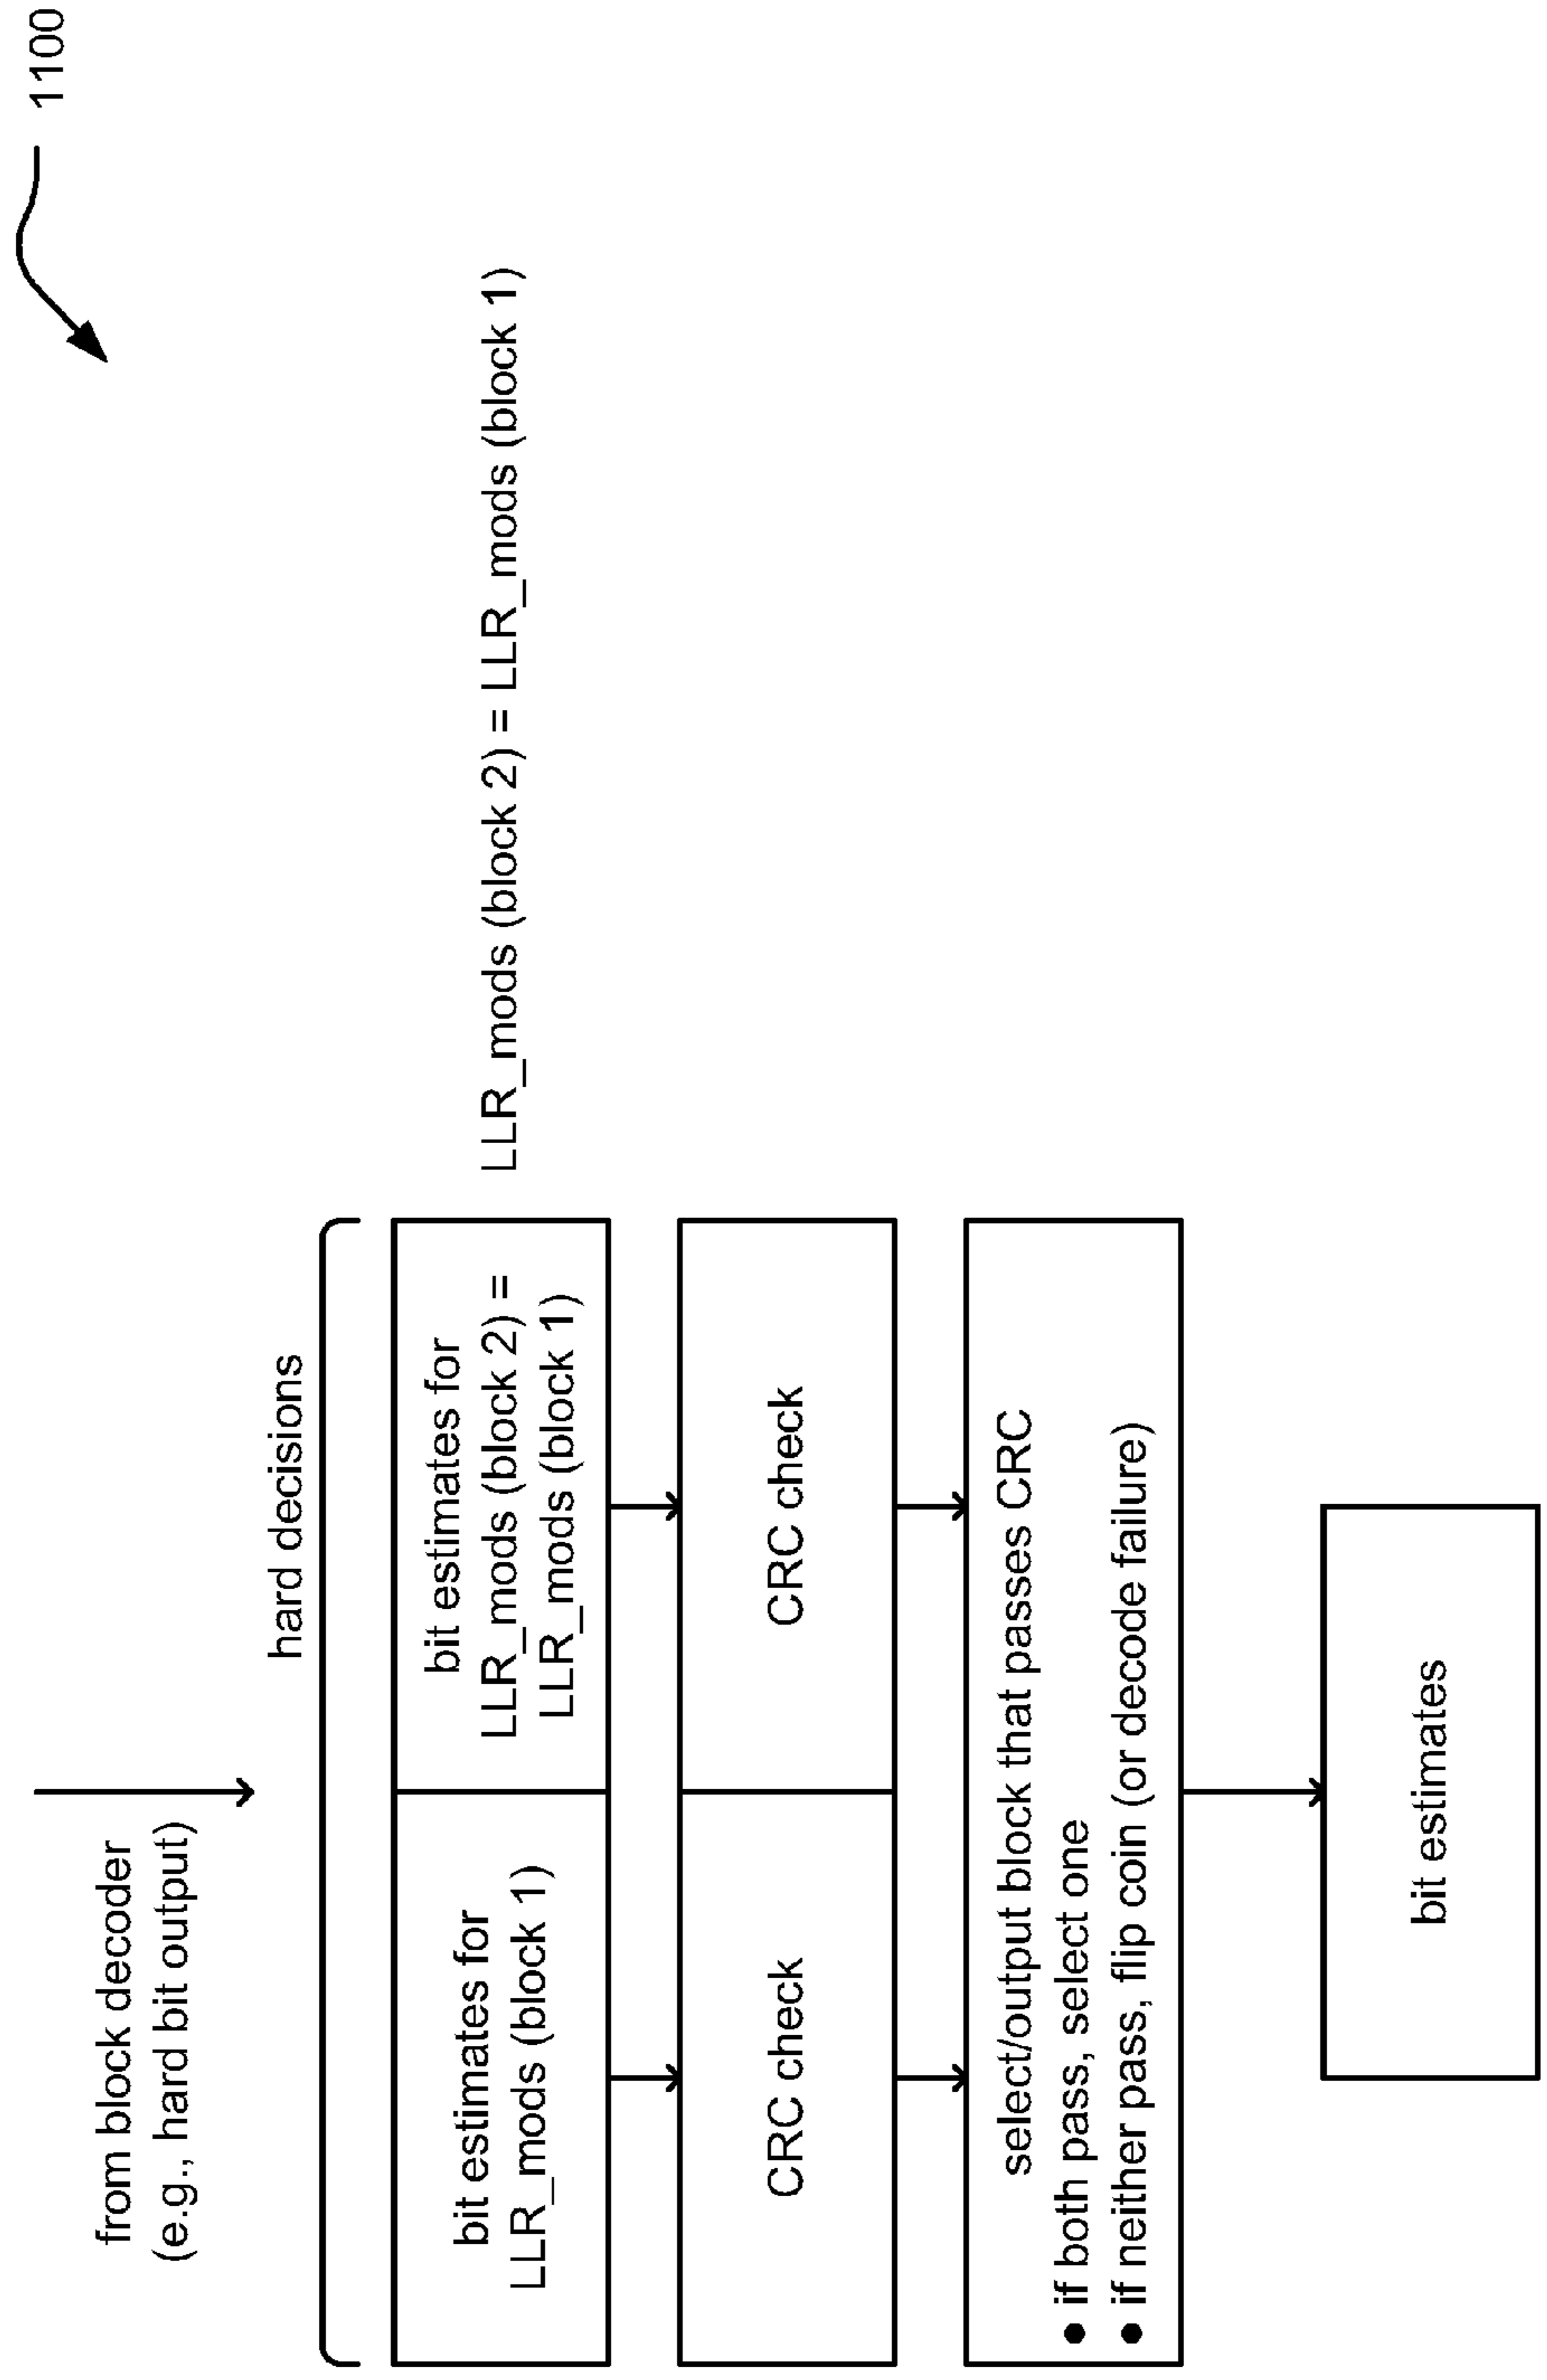 1100
from block decoder
(e.g., hard bit output)
hard decisions
bit estimates for
LLR_mods (block 1)
bit estimates for
LLR_mods (block 2) =
LLR_mods (block 1)
LLR_mods (block 2) = LLR_mods (block 1)
CRC check
CRC check
select/output block that passes CRC
● if both pass, select one
● if neither pass, flip coin (or decode failure)
bit estimates